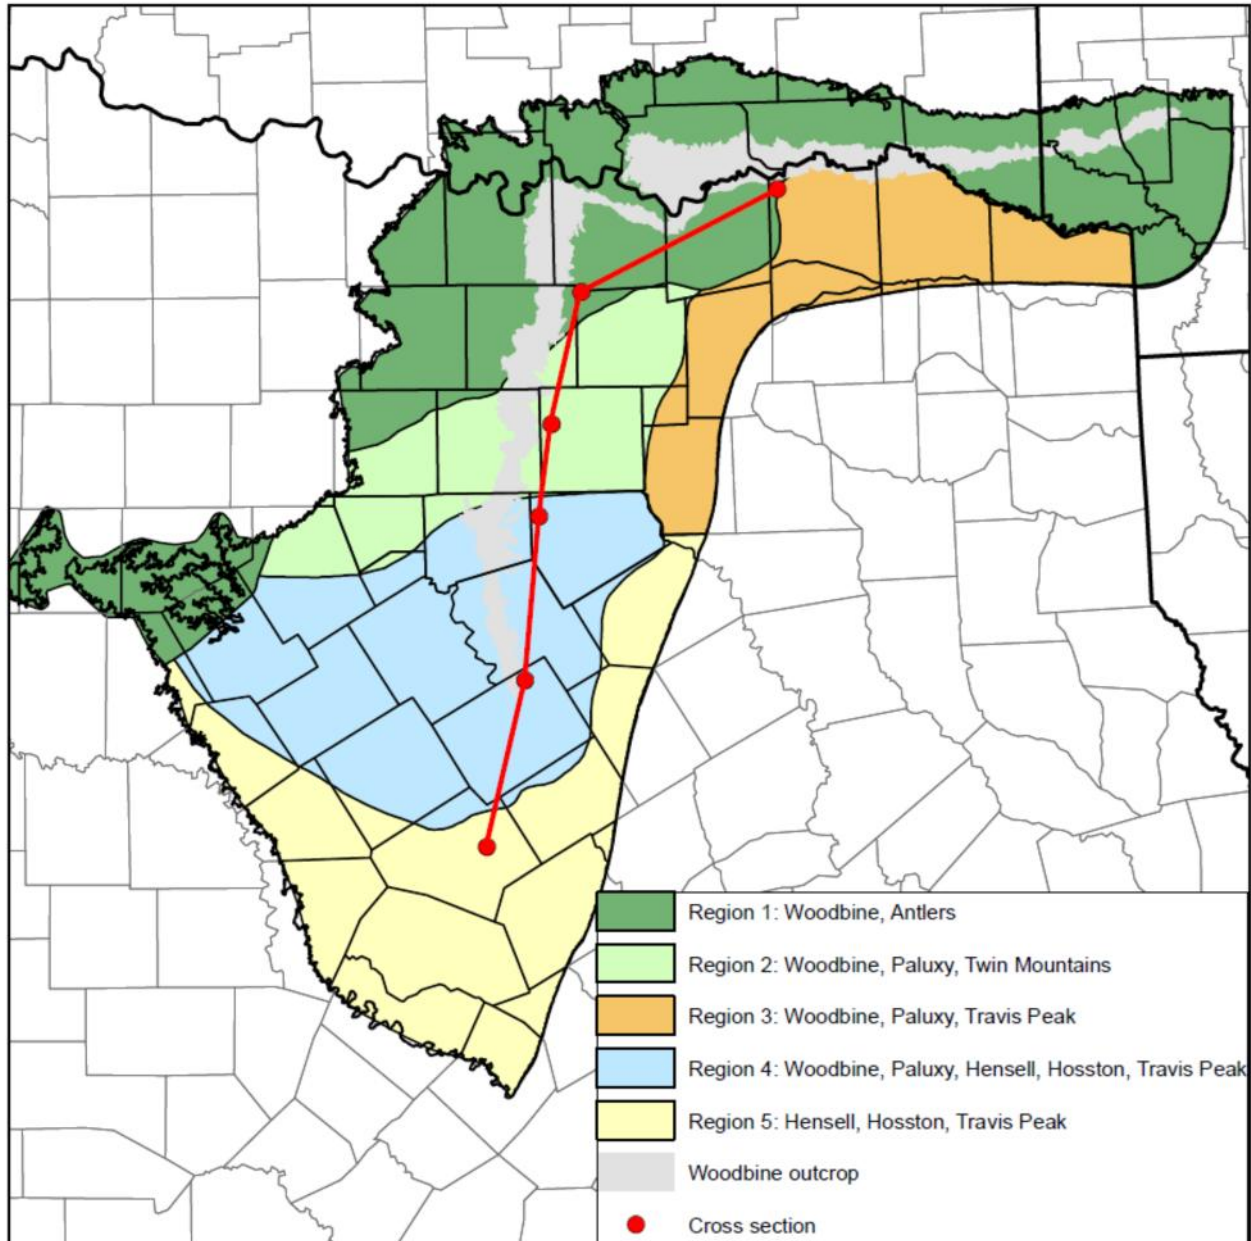 Region 1: Woodbine, Antlers
Region 2: Woodbine, Paluxy, Twin Mountains
Region 3: Woodbine, Paluxy, Travis Peak
Region 4: Woodbine, Paluxy, Hensell, Hosston, Travis Peak
Region 5: Hensell, Hosston, Travis Peak
Woodbine outcrop
Cross section